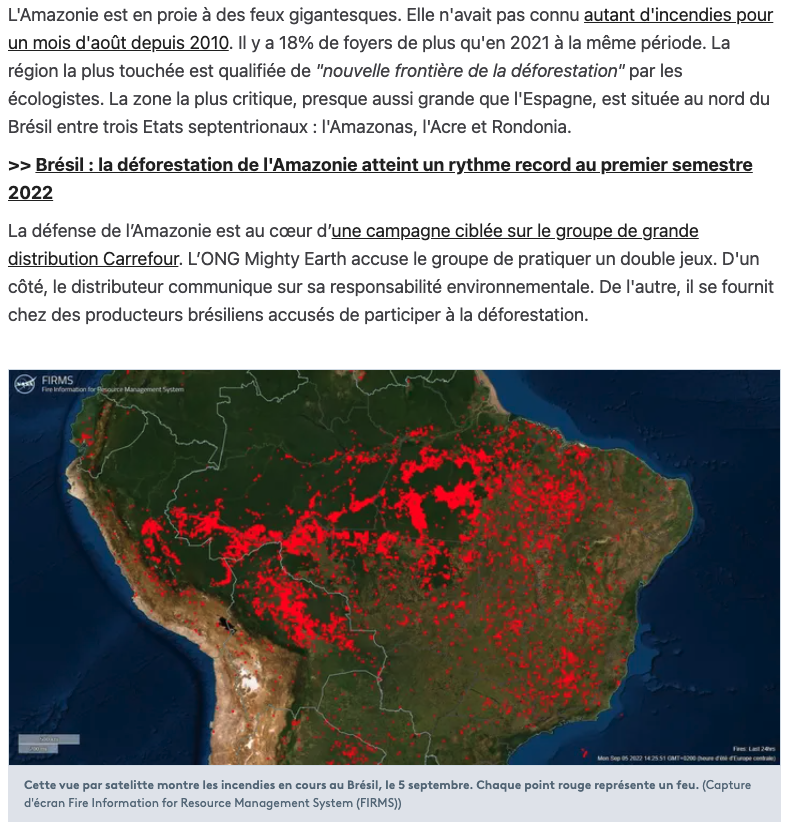 L'Amazonie est en proie à des feux gigantesques. Elle n'avait pas connu autant d'incendies pour
un mois d'août depuis 2010. Il y a 18% de foyers de plus qu'en 2021 à la même période. La
région la plus touchée est qualifiée de "nouvelle frontière de la déforestation" par les
écologistes. La zone la plus critique, presque aussi grande que l'Espagne, est située au nord du
Brésil entre trois Etats septentrionaux : l'Amazonas, l'Acre et Rondonia.
>> Brésil : la déforestation de l'Amazonie atteint un rythme record au premier semestre
2022
La défense de l’Amazonie est au cœur d’une campagne ciblée sur le groupe de grande
distribution Carrefour. L’ONG Mighty Earth accuse le groupe de pratiquer un double jeux. D'un
côté, le distributeur communique sur sa responsabilité environnementale. De l'autre, il se fournit
chez des producteurs brésiliens accusés de participer à la déforestation.
NASA
FIRMS
Fire Information for Resource Management System
Fires: Last 24hrs
Mon Sep 05 2022 14:25:51 GMT+0200 (heure d'été d'Europe centrale)
Cette vue par satelitte montre les incendies en cours au Brésil, le 5 septembre. Chaque point rouge représente un feu. (Capture
d'écran Fire Information for Resource Management System (FIRMS))